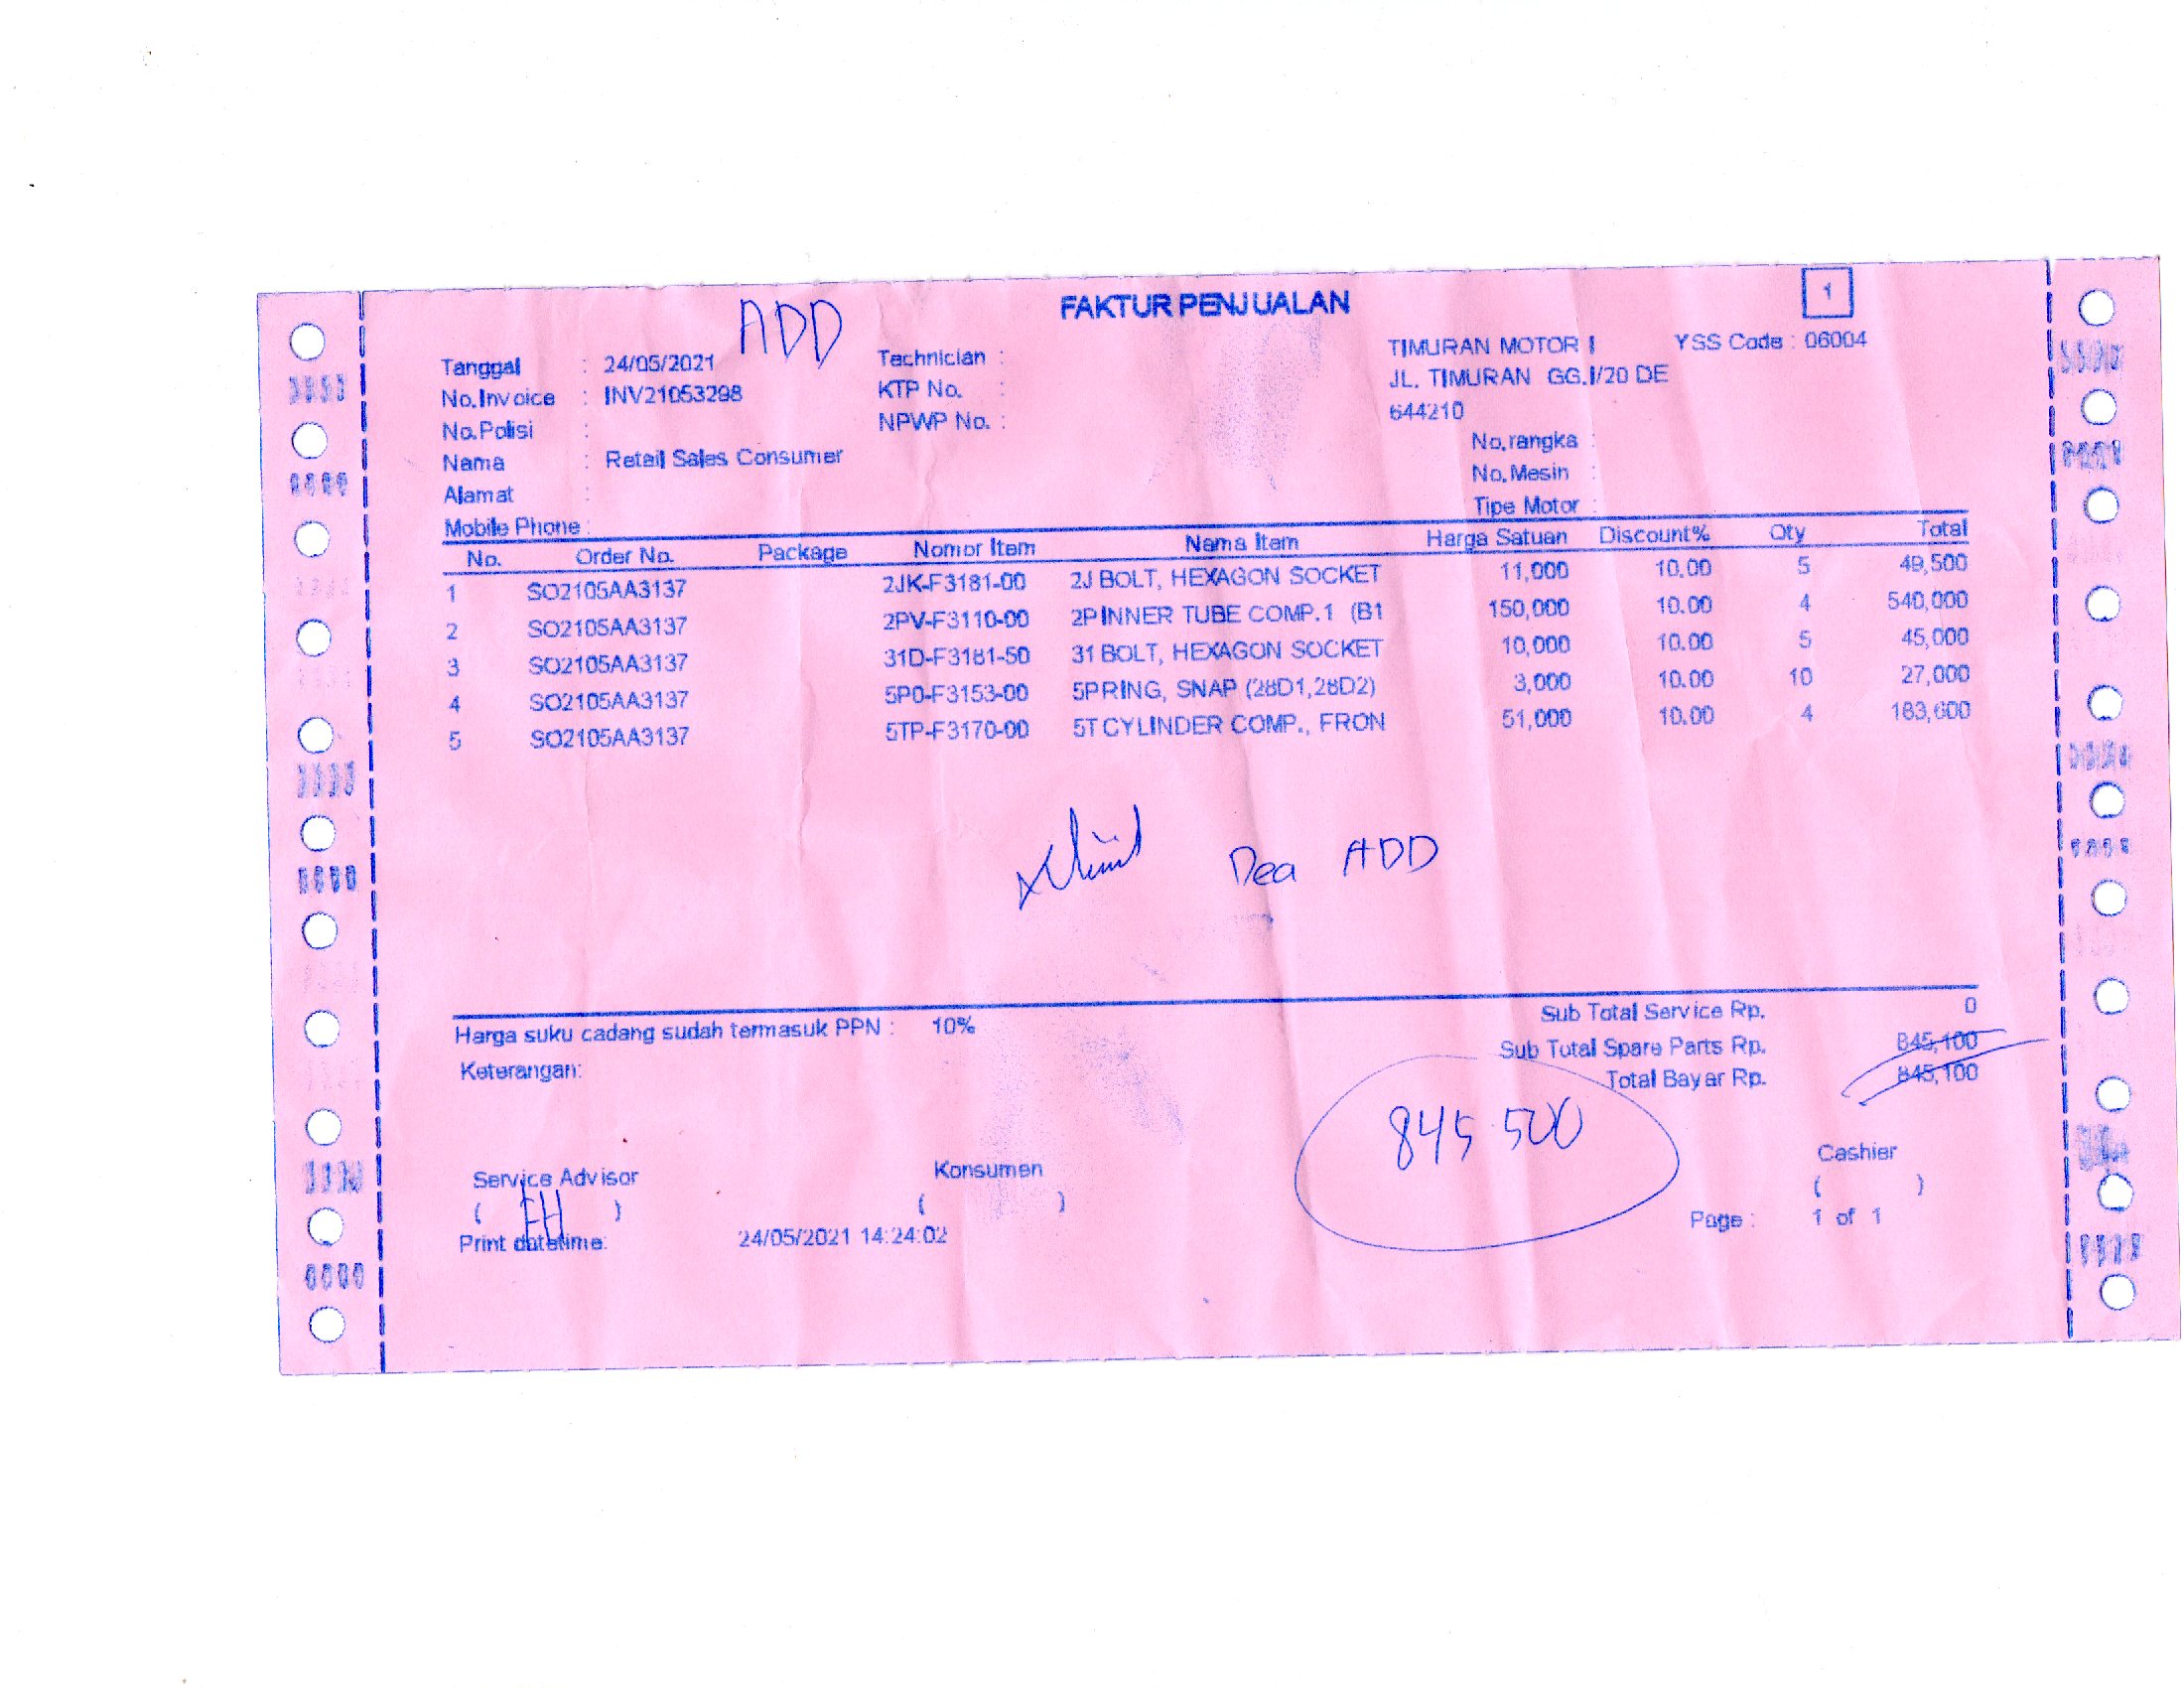 FAKTUR PENJUALAN
1
ADD
Tanggal : 24/05/2021
No.Invoice : INV21053298
No.Polisi :
Nama : Retail Sales Consumer
Alamat :
Mobile Phone :
Technician :
KTP No. :
NPWP No. :
TIMURAN MOTOR I YSS Code : 06004
JL. TIMURAN GG.I/20 DE
644210
No.rangka :
No.Mesin :
Tipe Motor :
No. Order No. Package Nomor Item Nama Item Harga Satuan Discount% Qty Total
1 SO2105AA3137 2JK-F3181-00 2J BOLT, HEXAGON SOCKET 11,000 10.00 5 49,500
2 SO2105AA3137 2PV-F3110-00 2P INNER TUBE COMP.1 (B1 150,000 10.00 4 540,000
3 SO2105AA3137 31D-F3181-50 31 BOLT, HEXAGON SOCKET 10,000 10.00 5 45,000
4 SO2105AA3137 5P0-F3153-00 5P RING, SNAP (28D1,28D2) 3,000 10.00 10 27,000
5 SO2105AA3137 5TP-F3170-00 5T CYLINDER COMP., FRON 51,000 10.00 4 183,600
Dea ADD
Harga suku cadang sudah termasuk PPN : 10%
Keterangan:
Sub Total Service Rp. 0
Sub Total Spare Parts Rp. 845,100
Total Bayar Rp. 845,100
845 500
Service Advisor Konsumen Cashier
( ) ( ) ( )
Print datetime: 24/05/2021 14:24:02 Page : 1 of 1